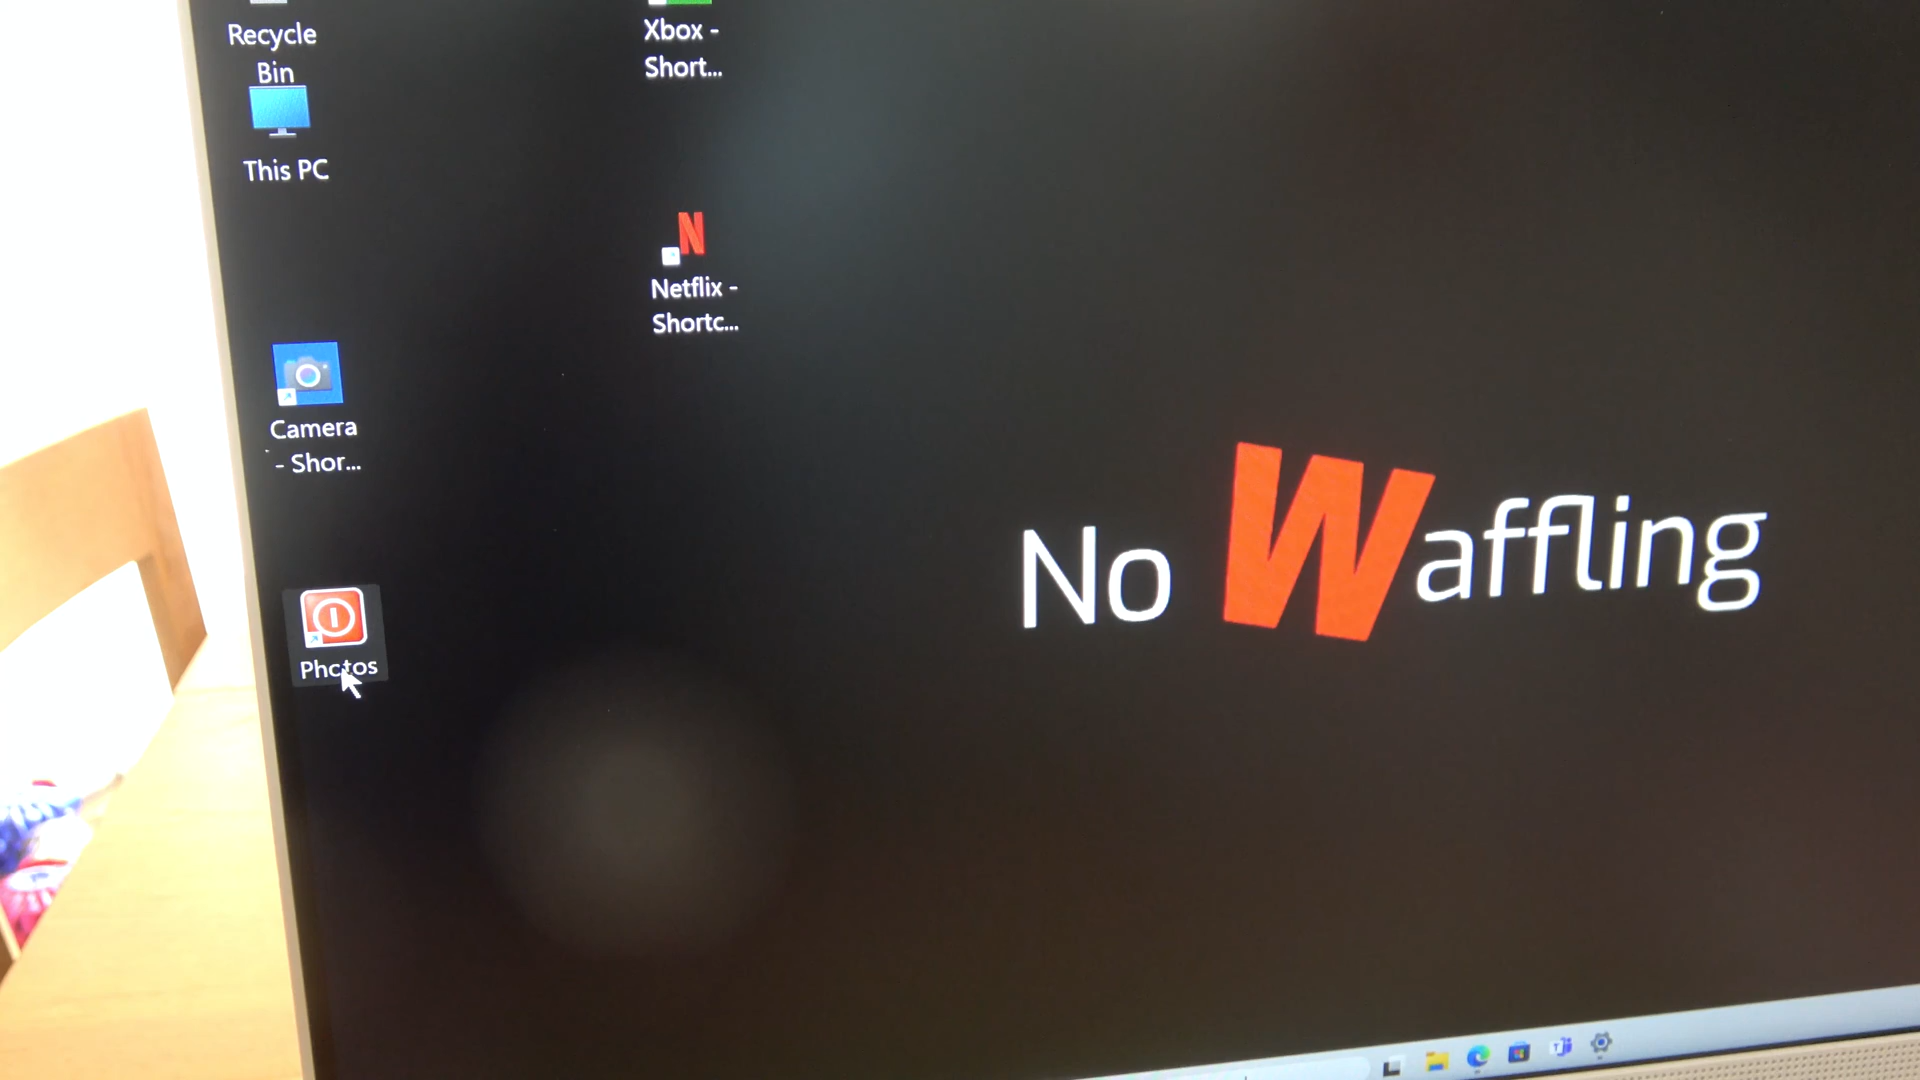 Recycle
Bin
This PC
Xbox -
Short...
Netflix -
Shortc...
Camera
- Shor...
Photos
No Waffling